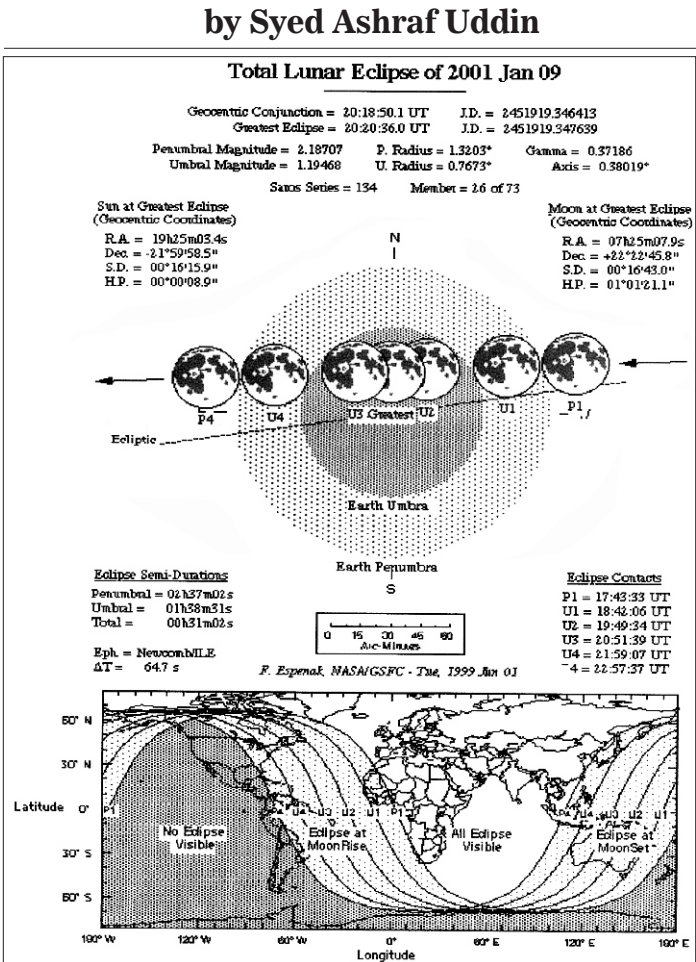 by Syed Ashraf Uddin
Total Lunar Eclipse of 2001 Jan 09
Geocentric Conjunction = 20:18:50.1 UT J.D. = 2451919.346413
Greatest Eclipse = 20:20:36.0 UT J.D. = 2451919.347639
Penumbral Magnitude = 2.18707 P. Radius = 1.3203° Gamma = 0.37186
Umbral Magnitude = 1.19468 U. Radius = 0.7673° Axis = 0.38019°
Saros Series = 134 Member = 26 of 73
Sun at Greatest Eclipse
(Geocentric Coordinates)
R.A. = 19h25m03.4s
Dec. = -21°59'58.5"
S.D. = 00°16'15.9"
H.P. = 00°00'08.9"
Moon at Greatest Eclipse
(Geocentric Coordinates)
R.A. = 07h25m07.9s
Dec. = +22°22'45.8"
S.D. = 00°16'43.0"
H.P. = 01°01'21.1"
N
P4 U4 U3 Greatest U2 U1 P1
Ecliptic
Earth Umbra
Earth Penumbra
S
Eclipse Semi-Durations
Penumbral = 02h37m02s
Umbral = 01h38m31s
Total = 00h31m02s
Eph. = Newcomb/ILE
ΔT = 64.7 s
0 15 30 45 60
Arc-Minutes
F. Espenak, NASA/GSFC - Tue, 1999 Jun 01
Eclipse Contacts
P1 = 17:43:33 UT
U1 = 18:42:06 UT
U2 = 19:49:34 UT
U3 = 20:51:39 UT
U4 = 21:59:07 UT
4 = 22:57:37 UT
60° N
30° N
Latitude 0°
30° S
60° S
P1 P4 U4 U3 U2 U1 P1 P4 U4 U3 U2 U1
No Eclipse
Visible
Eclipse at
MoonRise
All Eclipse
Visible
Eclipse at
MoonSet
180° W 120° W 60° W 0° 60° E 120° E 180° E
Longitude